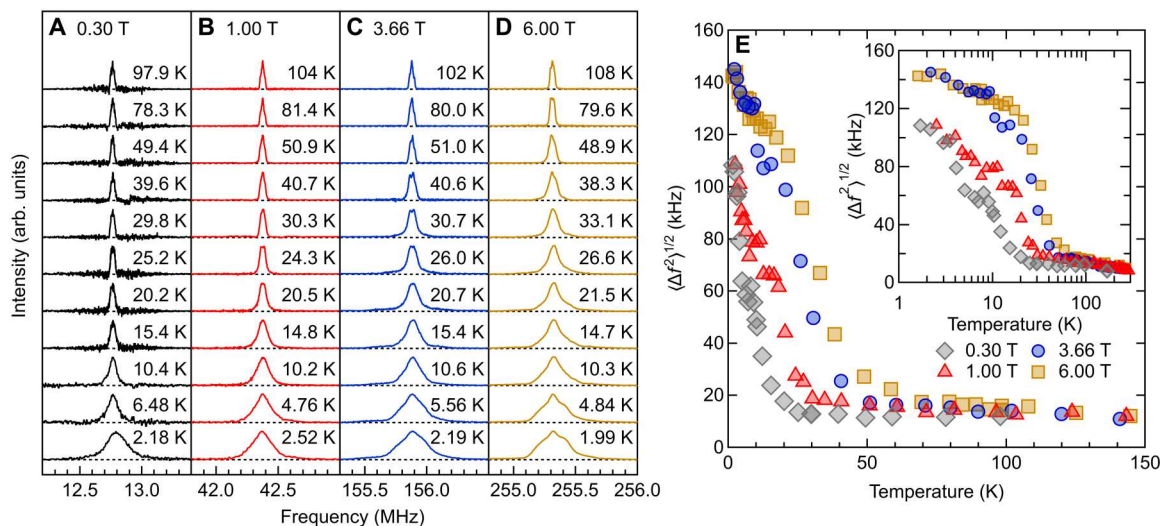 A 0.30 T
97.9 K
78.3 K
49.4 K
39.6 K
29.8 K
25.2 K
20.2 K
15.4 K
10.4 K
6.48 K
2.18 K
12.5 13.0
B 1.00 T
104 K
81.4 K
50.9 K
40.7 K
30.3 K
24.3 K
20.5 K
14.8 K
10.2 K
4.76 K
2.52 K
42.0 42.5
C 3.66 T
102 K
80.0 K
51.0 K
40.6 K
30.7 K
26.0 K
20.7 K
15.4 K
10.6 K
5.56 K
2.19 K
155.5 156.0
D 6.00 T
108 K
79.6 K
48.9 K
38.3 K
33.1 K
26.6 K
21.5 K
14.7 K
10.3 K
4.84 K
1.99 K
255.0 255.5 256.0
Intensity (arb. units)
Frequency (MHz)
E
160
140
120
100
80
60
40
20
0
⟨Δf²⟩^1/2 (kHz)
0 50 100 150
Temperature (K)
160
120
80
40
0
⟨Δf²⟩^1/2 (kHz)
1 10 100
Temperature (K)
0.30 T 3.66 T
1.00 T 6.00 T